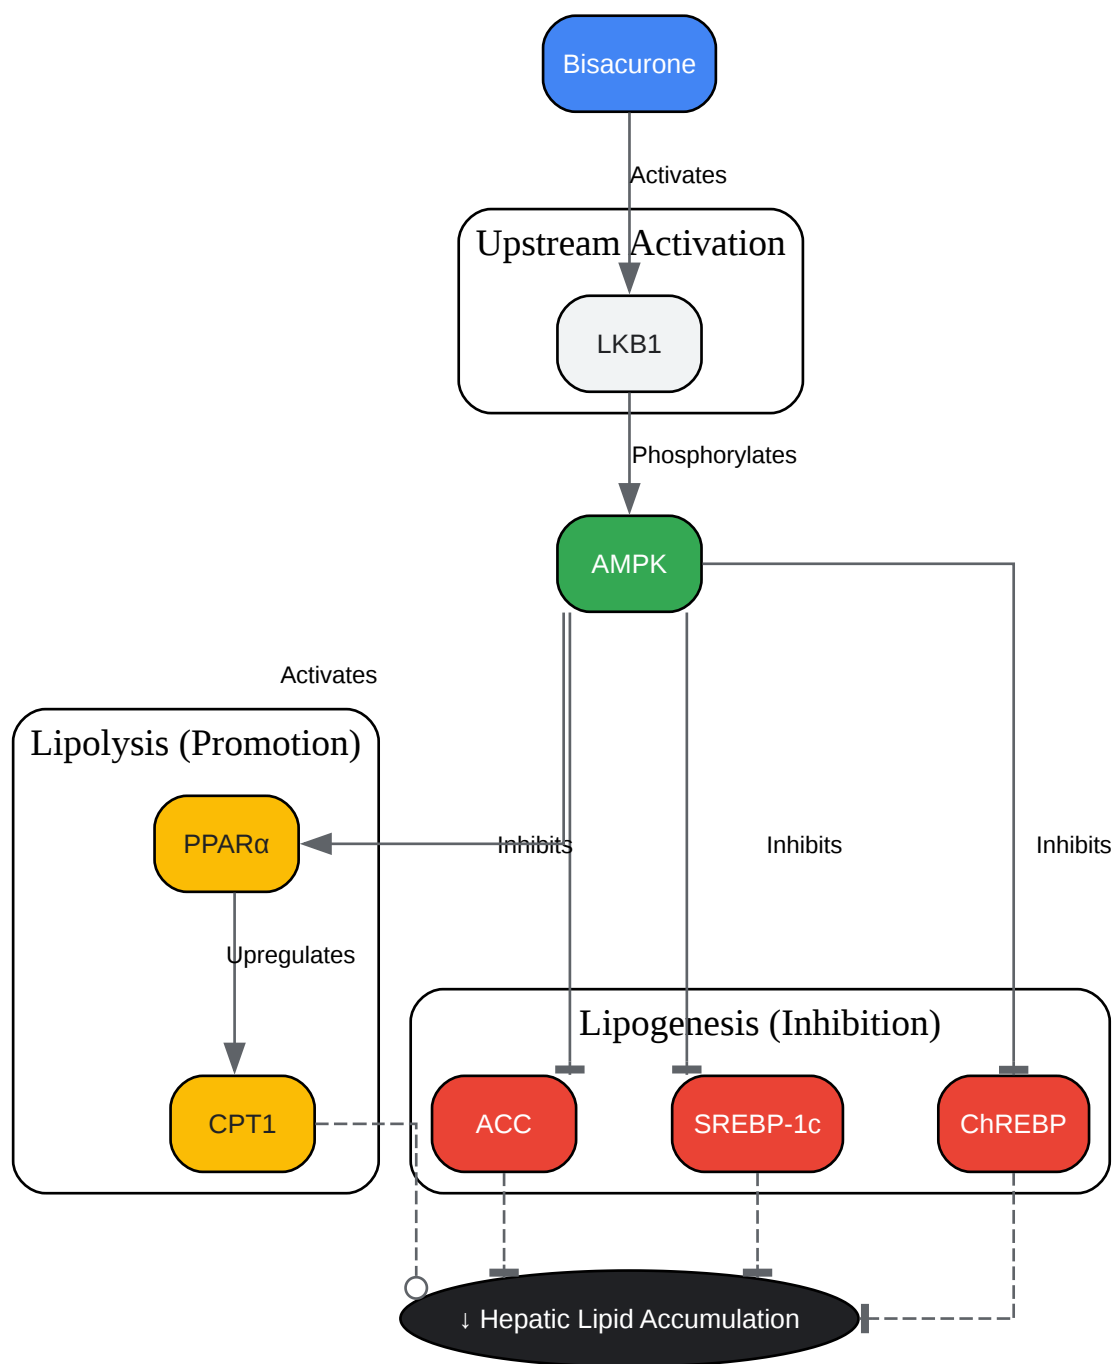 Bisacurone
Activates
Upstream Activation
LKB1
Phosphorylates
AMPK
Activates
Lipolysis (Promotion)
PPARα
Inhibits
Inhibits
Inhibits
Upregulates
Lipogenesis (Inhibition)
CPT1
ACC
SREBP-1c
ChREBP
↓ Hepatic Lipid Accumulation